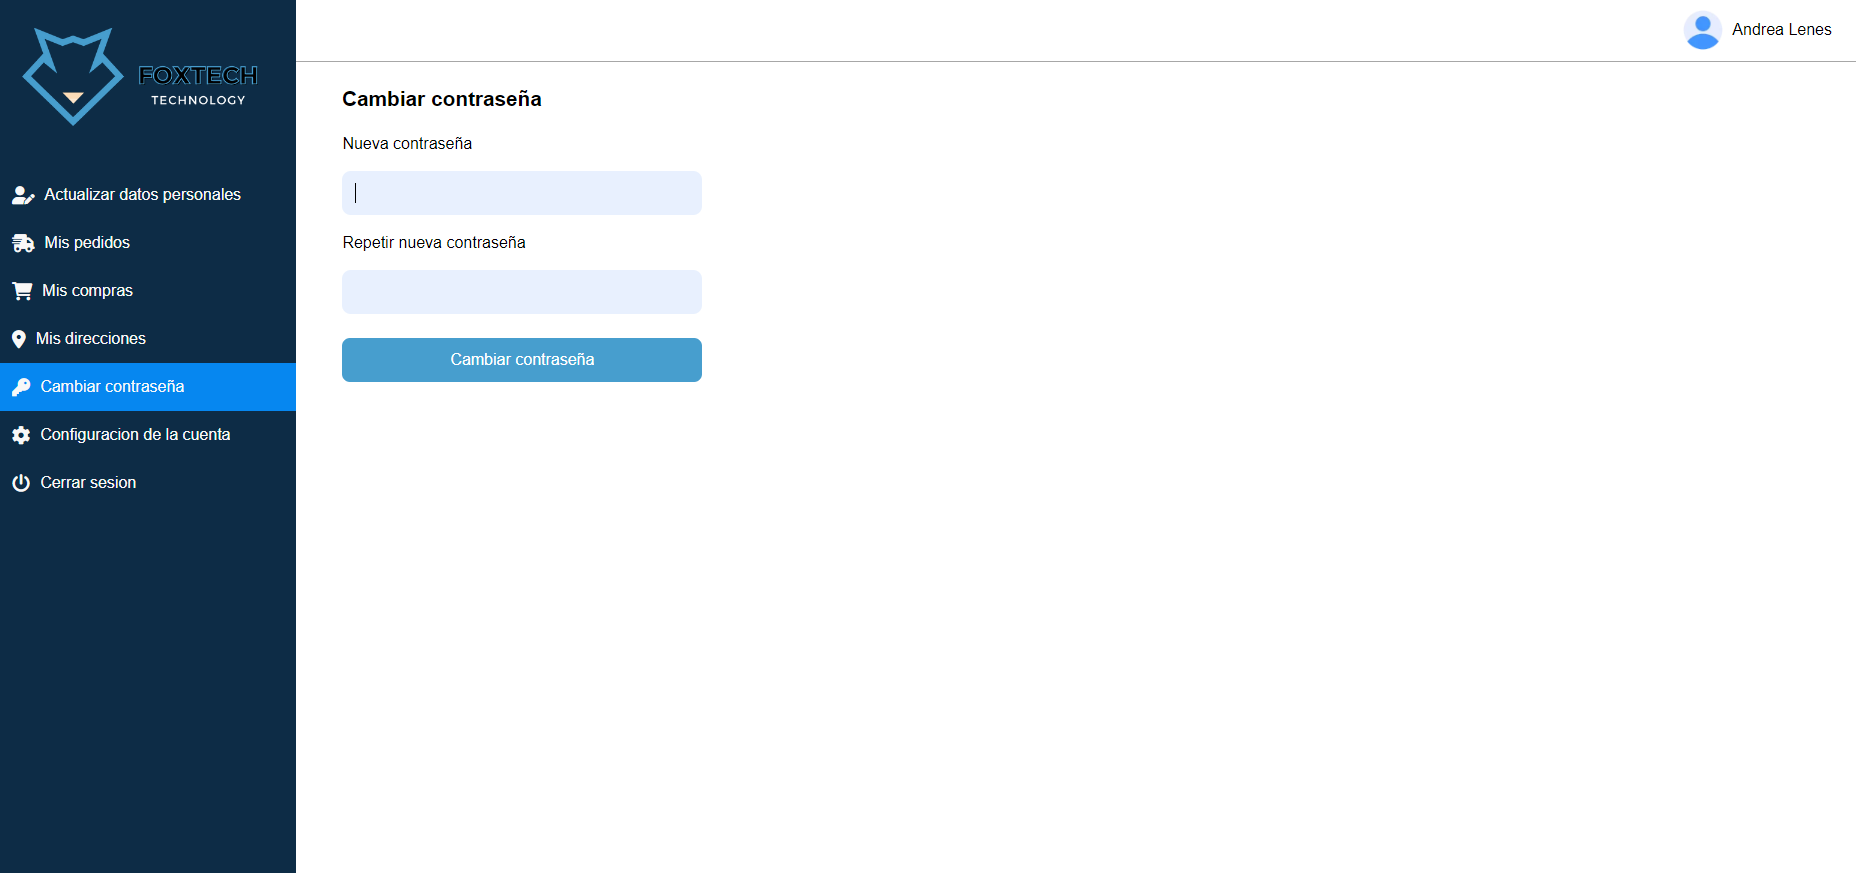 FOXTECH
TECHNOLOGY
Andrea Lenes
Actualizar datos personales
Mis pedidos
Mis compras
Mis direcciones
Cambiar contraseña
Configuracion de la cuenta
Cerrar sesion
Cambiar contraseña
Nueva contraseña
Repetir nueva contraseña
Cambiar contraseña